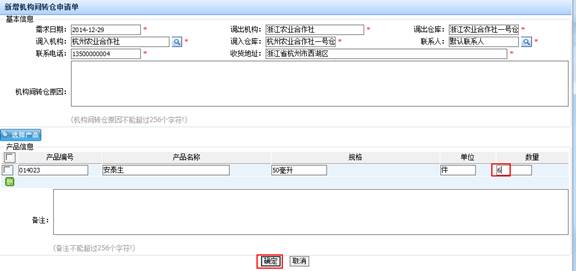 新增机构间转仓申请单
基本信息
需求日期: 2014-12-29 * 调出机构: 浙江农业合作社 * 调出仓库: 浙江农业合作社一号仓 *
调入机构: 杭州农业合作社 * 调入仓库: 杭州农业合作社一号仓 * 联系人: 默认联系人 *
联系电话: 13500000004 * 收货地址: 浙江省杭州市西湖区 *
机构间转仓原因:
(机构间转仓原因不能超过256个字符!)
选择产品
产品信息
产品编号 产品名称 规格 单位 数量
014023 安泰生 50毫升 件 6
备注:
(备注不能超过256个字符!)
确定 取消